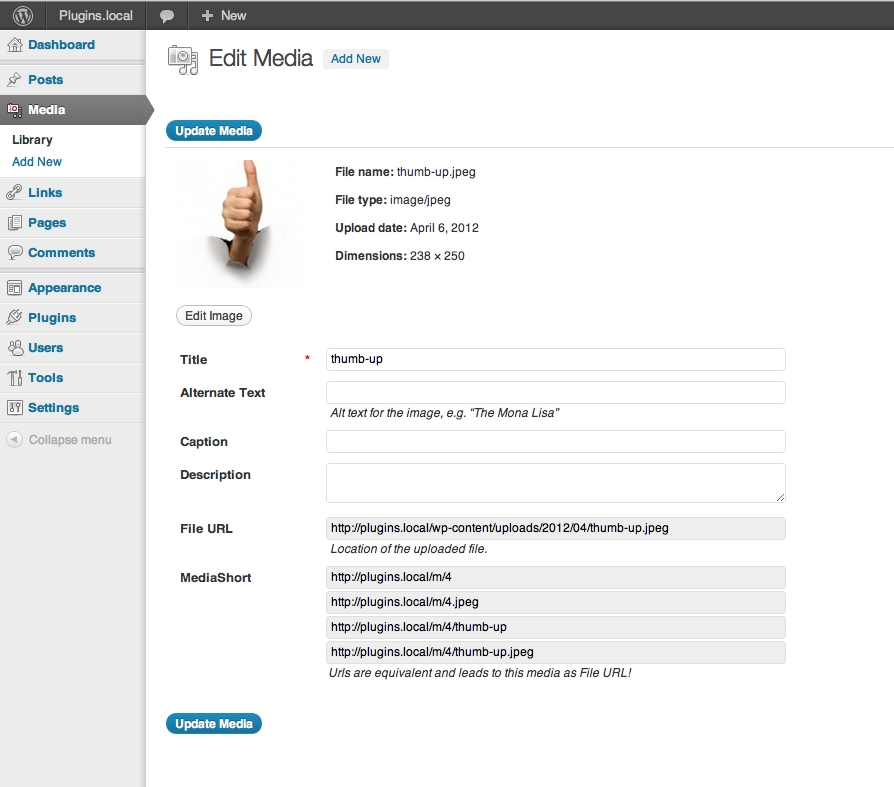 Plugins.local
New
Dashboard
Posts
Media
Library
Add New
Links
Pages
Comments
Appearance
Plugins
Users
Tools
Settings
Collapse menu
Edit Media Add New
Update Media
File name: thumb-up.jpeg
File type: image/jpeg
Upload date: April 6, 2012
Dimensions: 238 × 250
Edit Image
Title * thumb-up
Alternate Text
Alt text for the image, e.g. “The Mona Lisa”
Caption
Description
File URL http://plugins.local/wp-content/uploads/2012/04/thumb-up.jpeg
Location of the uploaded file.
MediaShort http://plugins.local/m/4
http://plugins.local/m/4.jpeg
http://plugins.local/m/4/thumb-up
http://plugins.local/m/4/thumb-up.jpeg
Urls are equivalent and leads to this media as File URL!
Update Media